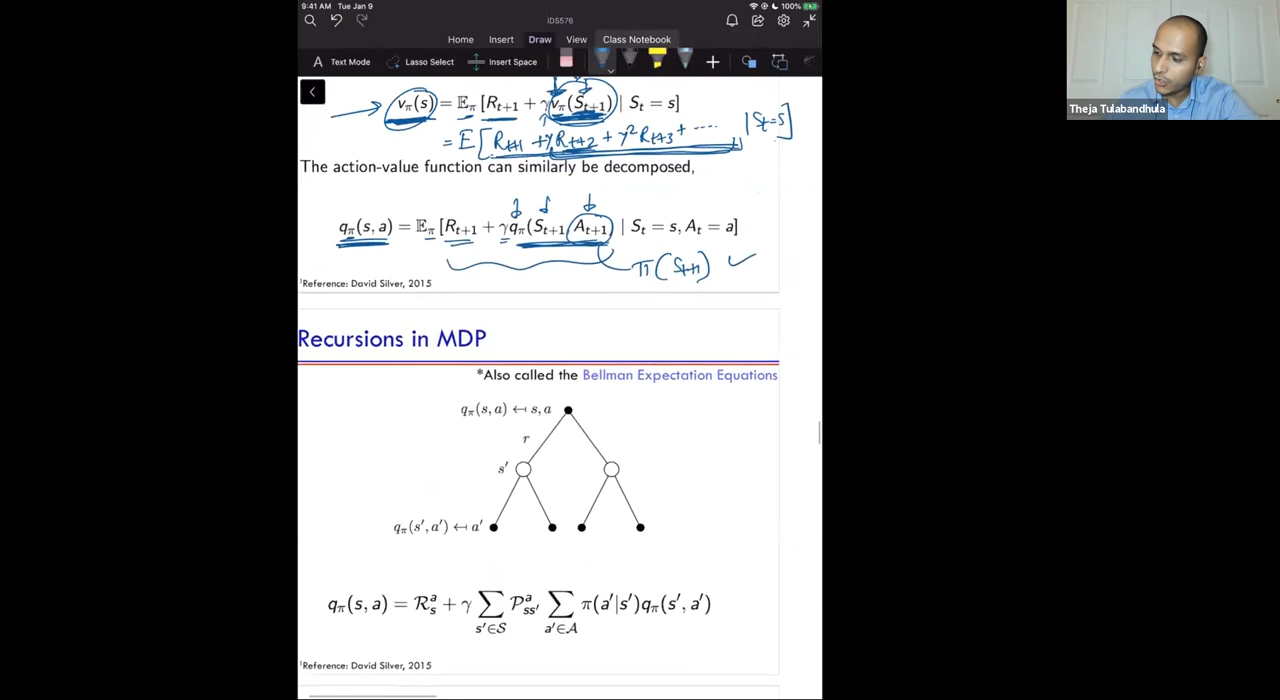 9:41 AM Tue Jan 9
100%
IDS576
Home Insert Draw View Class Notebook
A Text Mode Lasso Select Insert Space
Theja Tulabandhula
vπ(s) = 𝔼π [Rt+1 + γvπ(St+1) | St = s]
= E[Rt+1 + γRt+2 + γ²Rt+3 + ···· | St=s]
The action-value function can similarly be decomposed,
qπ(s, a) = 𝔼π [Rt+1 + γqπ(St+1, At+1) | St = s, At = a]
π(St+1)
¹Reference: David Silver, 2015
Recursions in MDP
*Also called the Bellman Expectation Equations
qπ(s, a) ↤ s, a
r
s′
qπ(s′, a′) ↤ a′
qπ(s, a) = ℛᵃₛ + γ ∑s′∈𝒮 𝒫ᵃss′ ∑a′∈𝒜 π(a′|s′)qπ(s′, a′)
¹Reference: David Silver, 2015